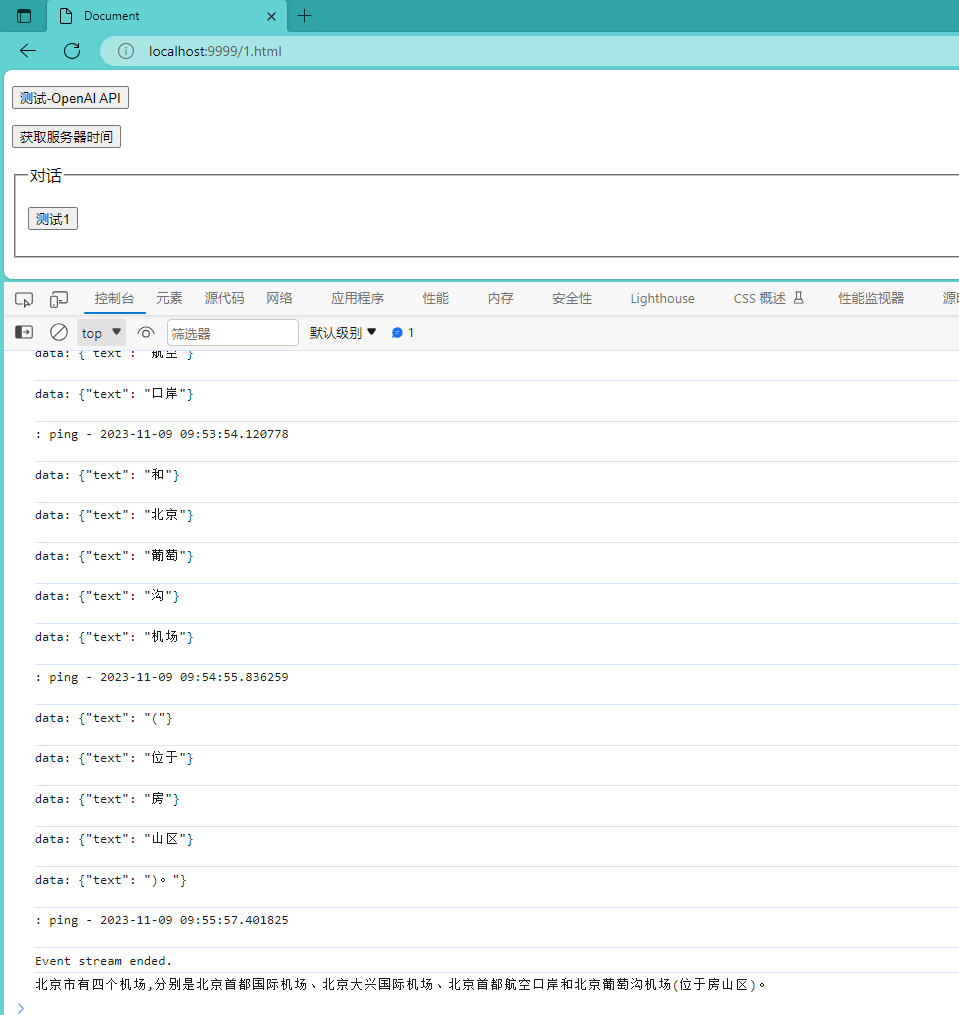 Document
localhost:9999/1.html
测试-OpenAI API
获取服务器时间
对话
测试1
控制台 元素 源代码 网络 应用程序 性能 内存 安全性 Lighthouse CSS 概述 性能监视器
top 筛选器 默认级别 1
data: {"text": "航空"}
data: {"text": "口岸"}
: ping - 2023-11-09 09:53:54.120778
data: {"text": "和"}
data: {"text": "北京"}
data: {"text": "葡萄"}
data: {"text": "沟"}
data: {"text": "机场"}
: ping - 2023-11-09 09:54:55.836259
data: {"text": "("}
data: {"text": "位于"}
data: {"text": "房"}
data: {"text": "山区"}
data: {"text": ")。"}
: ping - 2023-11-09 09:55:57.401825
Event stream ended.
北京市有四个机场,分别是北京首都国际机场、北京大兴国际机场、北京首都航空口岸和北京葡萄沟机场(位于房山区)。